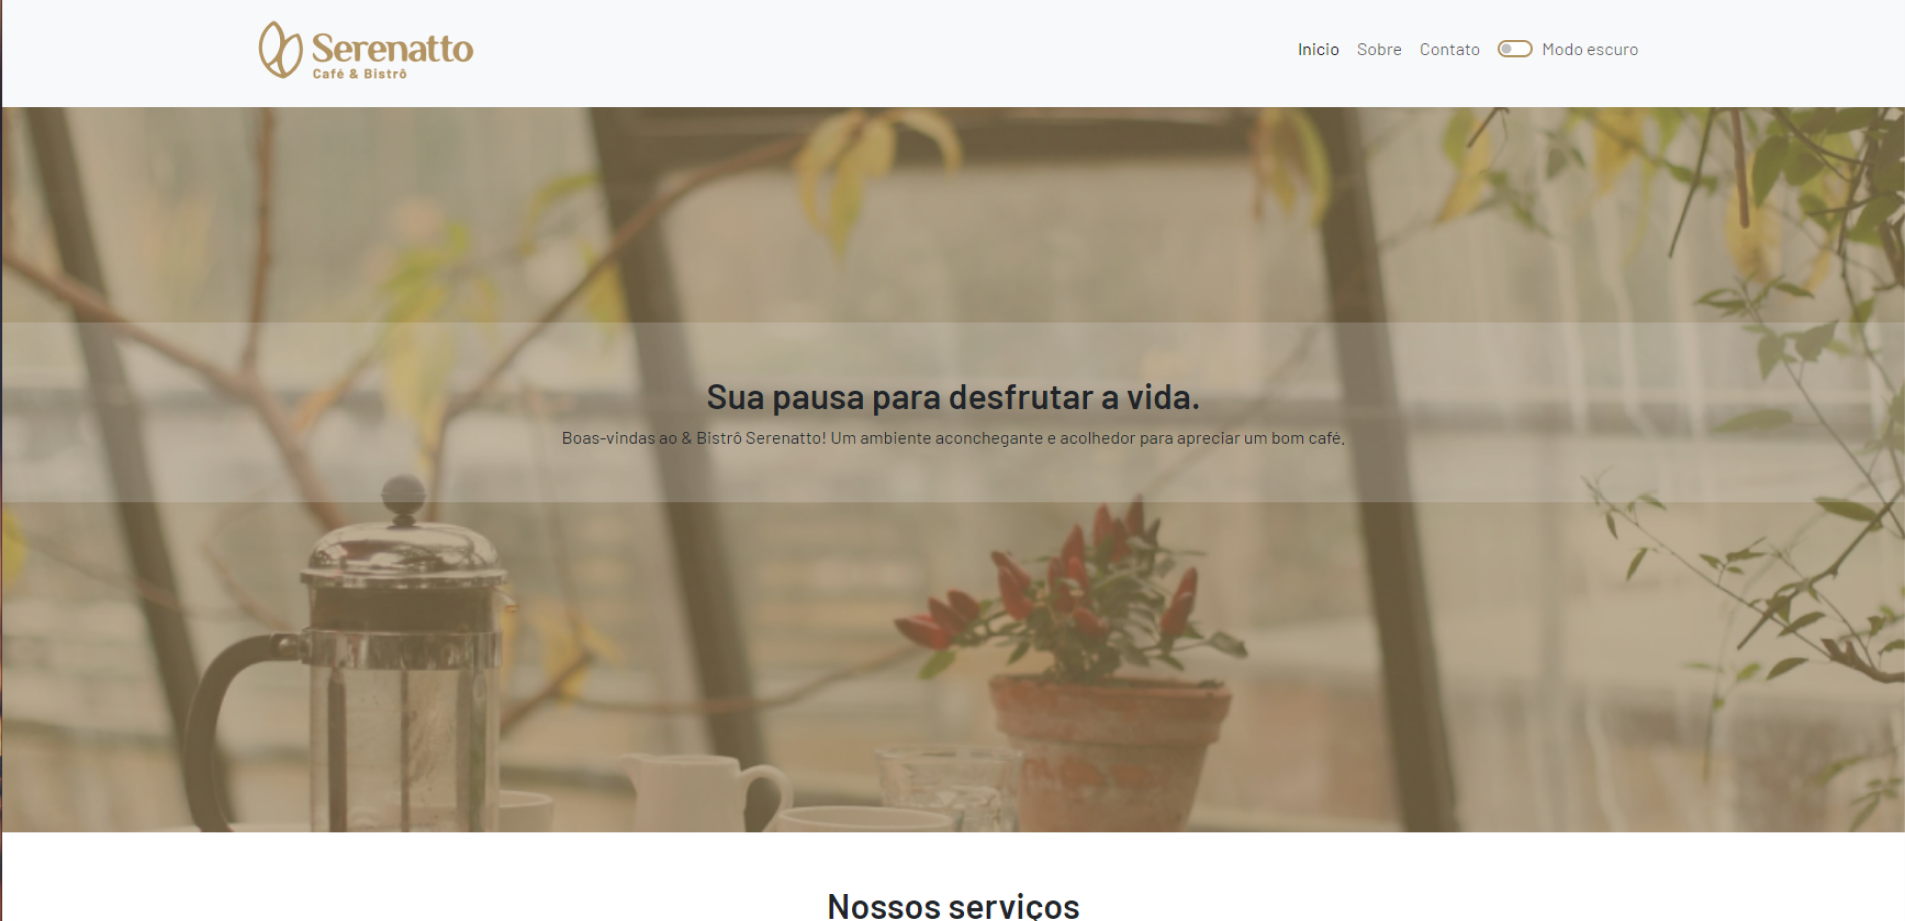 Serenatto
Café & Bistrô
Inicio Sobre Contato Modo escuro
Sua pausa para desfrutar a vida.
Boas-vindas ao & Bistrô Serenatto! Um ambiente aconchegante e acolhedor para apreciar um bom café.
Nossos serviços